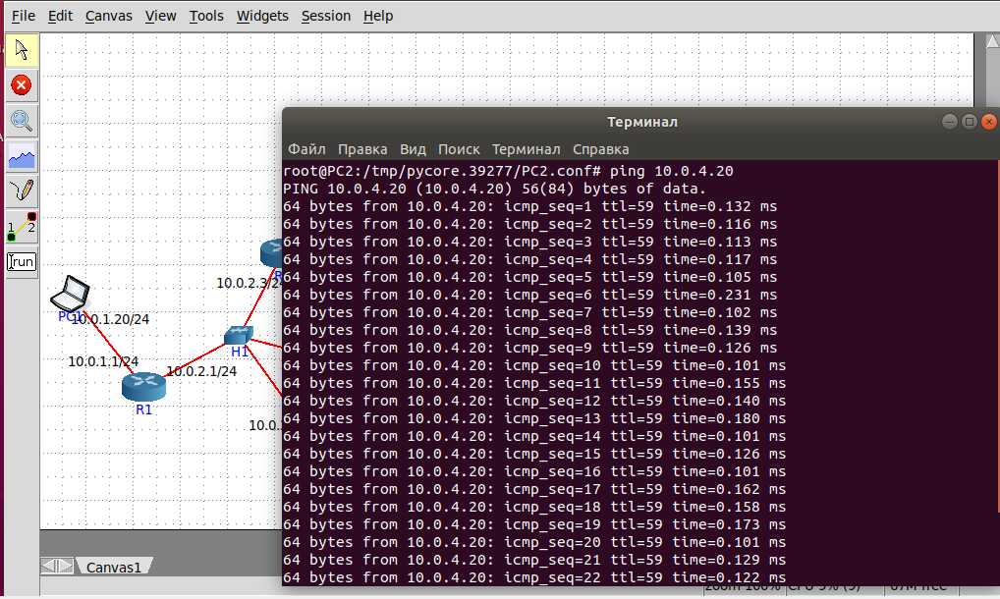 File Edit Canvas View Tools Widgets Session Help
Терминал
Файл Правка Вид Поиск Терминал Справка
root@PC2:/tmp/pycore.39277/PC2.conf# ping 10.0.4.20
PING 10.0.4.20 (10.0.4.20) 56(84) bytes of data.
64 bytes from 10.0.4.20: icmp_seq=1 ttl=59 time=0.132 ms
64 bytes from 10.0.4.20: icmp_seq=2 ttl=59 time=0.116 ms
64 bytes from 10.0.4.20: icmp_seq=3 ttl=59 time=0.113 ms
64 bytes from 10.0.4.20: icmp_seq=4 ttl=59 time=0.117 ms
64 bytes from 10.0.4.20: icmp_seq=5 ttl=59 time=0.105 ms
64 bytes from 10.0.4.20: icmp_seq=6 ttl=59 time=0.231 ms
64 bytes from 10.0.4.20: icmp_seq=7 ttl=59 time=0.102 ms
64 bytes from 10.0.4.20: icmp_seq=8 ttl=59 time=0.139 ms
64 bytes from 10.0.4.20: icmp_seq=9 ttl=59 time=0.126 ms
64 bytes from 10.0.4.20: icmp_seq=10 ttl=59 time=0.101 ms
64 bytes from 10.0.4.20: icmp_seq=11 ttl=59 time=0.155 ms
64 bytes from 10.0.4.20: icmp_seq=12 ttl=59 time=0.140 ms
64 bytes from 10.0.4.20: icmp_seq=13 ttl=59 time=0.180 ms
64 bytes from 10.0.4.20: icmp_seq=14 ttl=59 time=0.101 ms
64 bytes from 10.0.4.20: icmp_seq=15 ttl=59 time=0.126 ms
64 bytes from 10.0.4.20: icmp_seq=16 ttl=59 time=0.101 ms
64 bytes from 10.0.4.20: icmp_seq=17 ttl=59 time=0.162 ms
64 bytes from 10.0.4.20: icmp_seq=18 ttl=59 time=0.158 ms
64 bytes from 10.0.4.20: icmp_seq=19 ttl=59 time=0.173 ms
64 bytes from 10.0.4.20: icmp_seq=20 ttl=59 time=0.101 ms
64 bytes from 10.0.4.20: icmp_seq=21 ttl=59 time=0.129 ms
64 bytes from 10.0.4.20: icmp_seq=22 ttl=59 time=0.122 ms
1 2
run
10.0.2.3/24
PC1
10.0.1.20/24
H1
10.0.1.1/24
10.0.2.1/24
R1
10.0.
Canvas1
zoom 100%